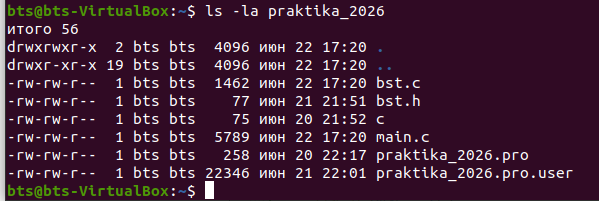 bts@bts-VirtualBox:~$ ls -la praktika_2026
итого 56
drwxrwxr-x  2 bts bts  4096 июн 22 17:20 .
drwxr-xr-x 19 bts bts  4096 июн 22 17:20 ..
-rw-rw-r--  1 bts bts  1462 июн 22 17:20 bst.c
-rw-rw-r--  1 bts bts    77 июн 21 21:51 bst.h
-rw-rw-r--  1 bts bts    75 июн 20 21:52 c
-rw-rw-r--  1 bts bts  5789 июн 22 17:20 main.c
-rw-rw-r--  1 bts bts   258 июн 20 22:17 praktika_2026.pro
-rw-rw-r--  1 bts bts 22346 июн 21 22:01 praktika_2026.pro.user
bts@bts-VirtualBox:~$